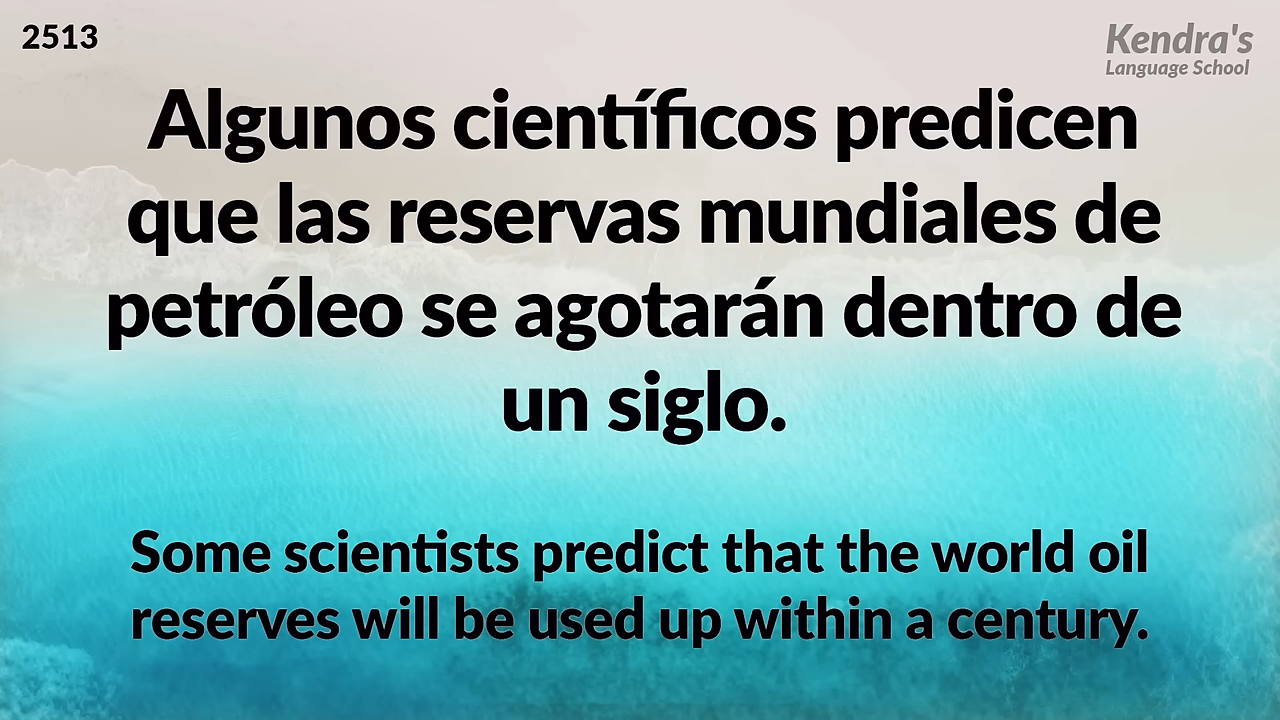 2513
Kendra's
Language School
Algunos científicos predicen
que las reservas mundiales de
petróleo se agotarán dentro de
un siglo.
Some scientists predict that the world oil
reserves will be used up within a century.